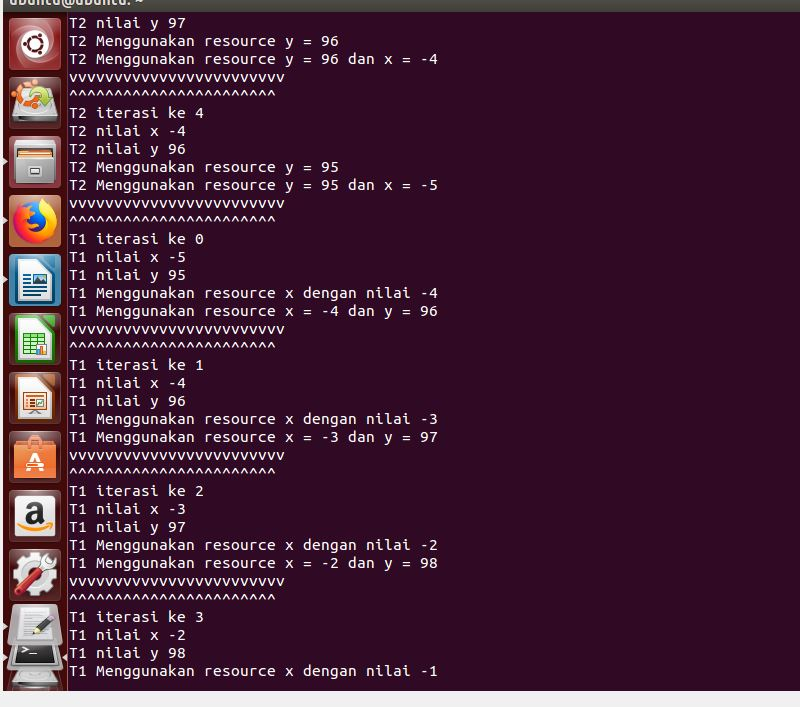 ubuntu@ubuntu: ~
T2 nilai y 97
T2 Menggunakan resource y = 96
T2 Menggunakan resource y = 96 dan x = -4
vvvvvvvvvvvvvvvvvvvvvvvv
^^^^^^^^^^^^^^^^^^^^^^^
T2 iterasi ke 4
T2 nilai x -4
T2 nilai y 96
T2 Menggunakan resource y = 95
T2 Menggunakan resource y = 95 dan x = -5
vvvvvvvvvvvvvvvvvvvvvvvv
^^^^^^^^^^^^^^^^^^^^^^^
T1 iterasi ke 0
T1 nilai x -5
T1 nilai y 95
T1 Menggunakan resource x dengan nilai -4
T1 Menggunakan resource x = -4 dan y = 96
vvvvvvvvvvvvvvvvvvvvvvvv
^^^^^^^^^^^^^^^^^^^^^^^
T1 iterasi ke 1
T1 nilai x -4
T1 nilai y 96
T1 Menggunakan resource x dengan nilai -3
T1 Menggunakan resource x = -3 dan y = 97
vvvvvvvvvvvvvvvvvvvvvvvv
^^^^^^^^^^^^^^^^^^^^^^^
T1 iterasi ke 2
T1 nilai x -3
T1 nilai y 97
T1 Menggunakan resource x dengan nilai -2
T1 Menggunakan resource x = -2 dan y = 98
vvvvvvvvvvvvvvvvvvvvvvvv
^^^^^^^^^^^^^^^^^^^^^^^
T1 iterasi ke 3
T1 nilai x -2
T1 nilai y 98
T1 Menggunakan resource x dengan nilai -1